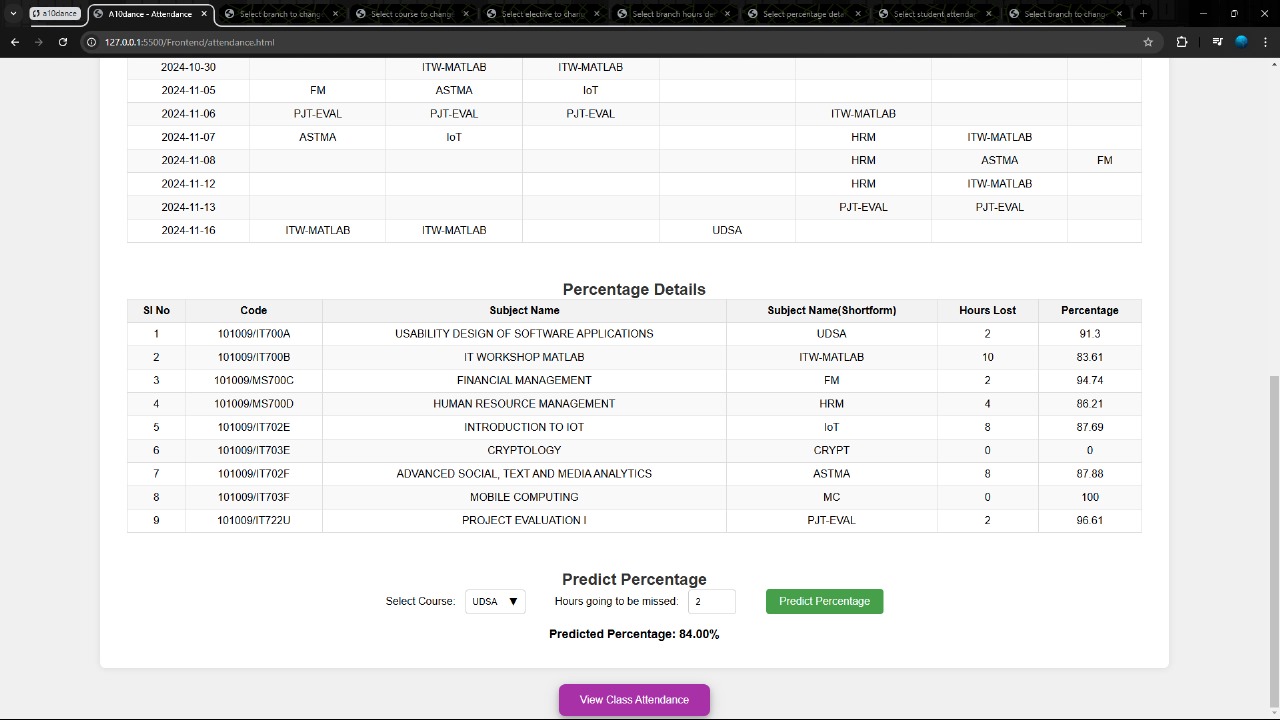 a10dance
A10dance - Attendance
Select branch to chang
Select course to chang
Select elective to chan
Select branch hours de
Select percentage deta
Select student attendar
Select branch to change
127.0.0.1:5500/Frontend/attendance.html
2024-10-30 ITW-MATLAB ITW-MATLAB
2024-11-05 FM ASTMA IoT
2024-11-06 PJT-EVAL PJT-EVAL PJT-EVAL ITW-MATLAB
2024-11-07 ASTMA IoT HRM ITW-MATLAB
2024-11-08 HRM ASTMA FM
2024-11-12 HRM ITW-MATLAB
2024-11-13 PJT-EVAL PJT-EVAL
2024-11-16 ITW-MATLAB ITW-MATLAB UDSA
Percentage Details
Sl No Code Subject Name Subject Name(Shortform) Hours Lost Percentage
1 101009/IT700A USABILITY DESIGN OF SOFTWARE APPLICATIONS UDSA 2 91.3
2 101009/IT700B IT WORKSHOP MATLAB ITW-MATLAB 10 83.61
3 101009/MS700C FINANCIAL MANAGEMENT FM 2 94.74
4 101009/MS700D HUMAN RESOURCE MANAGEMENT HRM 4 86.21
5 101009/IT702E INTRODUCTION TO IOT IoT 8 87.69
6 101009/IT703E CRYPTOLOGY CRYPT 0 0
7 101009/IT702F ADVANCED SOCIAL, TEXT AND MEDIA ANALYTICS ASTMA 8 87.88
8 101009/IT703F MOBILE COMPUTING MC 0 100
9 101009/IT722U PROJECT EVALUATION I PJT-EVAL 2 96.61
Predict Percentage
Select Course: UDSA Hours going to be missed: 2 Predict Percentage
Predicted Percentage: 84.00%
View Class Attendance